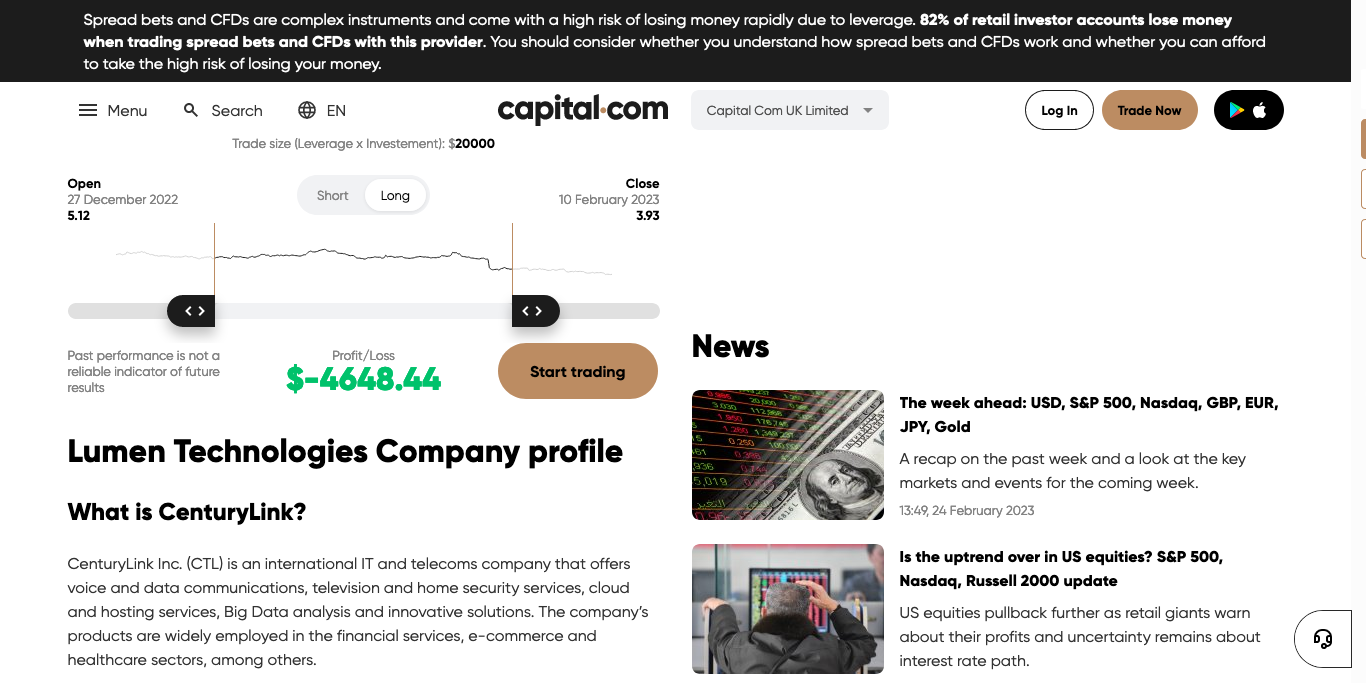 Spread bets and CFDs are complex instruments and come with a high risk of losing money rapidly due to leverage. 82% of retail investor accounts lose money
when trading spread bets and CFDs with this provider. You should consider whether you understand how spread bets and CFDs work and whether you can afford
to take the high risk of losing your money.
Menu
Search
EN
capital.com
Capital Com UK Limited
Log In
Trade Now
Trade size (Leverage x Investement): $20000
Open
27 December 2022
5.12
Short
Long
Close
10 February 2023
3.93
Past performance is not a
reliable indicator of future
results
Profit/Loss
$-4648.44
Start trading
Lumen Technologies Company profile
What is CenturyLink?
CenturyLink Inc. (CTL) is an international IT and telecoms company that offers
voice and data communications, television and home security services, cloud
and hosting services, Big Data analysis and innovative solutions. The company’s
products are widely employed in the financial services, e-commerce and
healthcare sectors, among others.
News
The week ahead: USD, S&P 500, Nasdaq, GBP, EUR,
JPY, Gold
A recap on the past week and a look at the key
markets and events for the coming week.
13:49, 24 February 2023
Is the uptrend over in US equities? S&P 500,
Nasdaq, Russell 2000 update
US equities pullback further as retail giants warn
about their profits and uncertainty remains about
interest rate path.